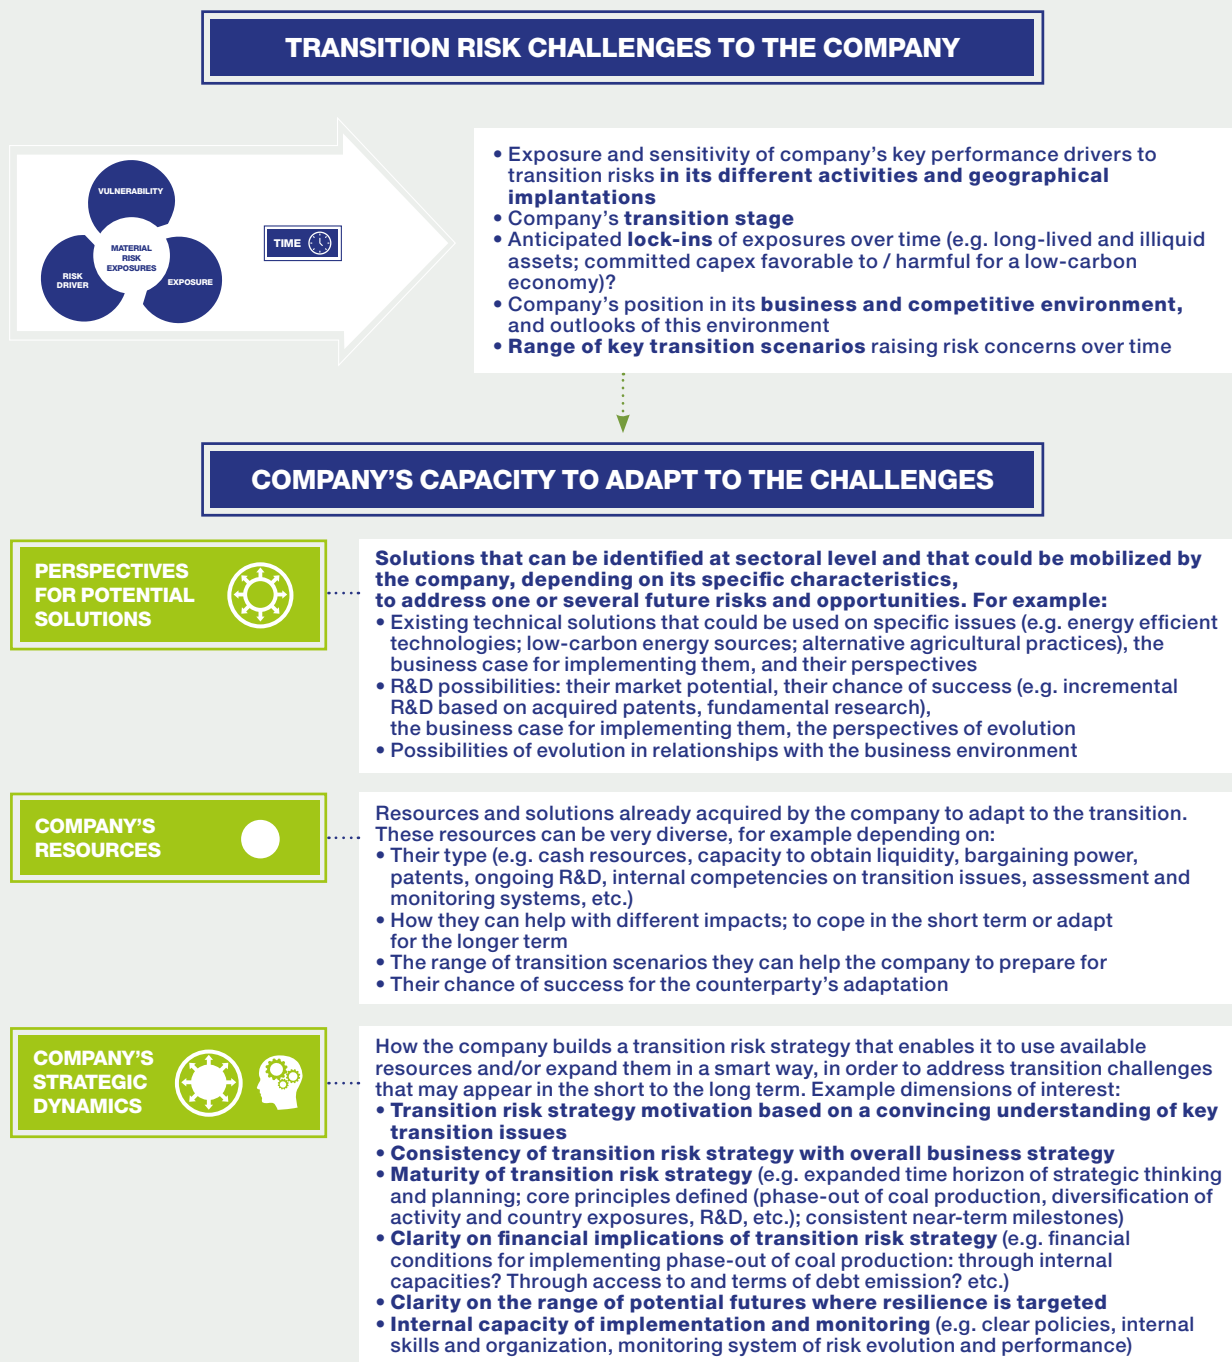 TRANSITION RISK CHALLENGES TO THE COMPANY
VULNERABILITY
MATERIAL
RISK
EXPOSURES
RISK
DRIVER
EXPOSURE
TIME
• Exposure and sensitivity of company's key performance drivers to
transition risks in its different activities and geographical
implantations
• Company's transition stage
• Anticipated lock-ins of exposures over time (e.g. long-lived and illiquid
assets; committed capex favorable to / harmful for a low-carbon
economy)?
• Company's position in its business and competitive environment,
and outlooks of this environment
• Range of key transition scenarios raising risk concerns over time
COMPANY'S CAPACITY TO ADAPT TO THE CHALLENGES
PERSPECTIVES
FOR POTENTIAL
SOLUTIONS
Solutions that can be identified at sectoral level and that could be mobilized by
the company, depending on its specific characteristics,
to address one or several future risks and opportunities. For example:
• Existing technical solutions that could be used on specific issues (e.g. energy efficient
technologies; low-carbon energy sources; alternative agricultural practices), the
business case for implementing them, and their perspectives
• R&D possibilities: their market potential, their chance of success (e.g. incremental
R&D based on acquired patents, fundamental research),
the business case for implementing them, the perspectives of evolution
• Possibilities of evolution in relationships with the business environment
COMPANY'S
RESOURCES
Resources and solutions already acquired by the company to adapt to the transition.
These resources can be very diverse, for example depending on:
• Their type (e.g. cash resources, capacity to obtain liquidity, bargaining power,
patents, ongoing R&D, internal competencies on transition issues, assessment and
monitoring systems, etc.)
• How they can help with different impacts; to cope in the short term or adapt
for the longer term
• The range of transition scenarios they can help the company to prepare for
• Their chance of success for the counterparty's adaptation
COMPANY'S
STRATEGIC
DYNAMICS
How the company builds a transition risk strategy that enables it to use available
resources and/or expand them in a smart way, in order to address transition challenges
that may appear in the short to the long term. Example dimensions of interest:
• Transition risk strategy motivation based on a convincing understanding of key
transition issues
• Consistency of transition risk strategy with overall business strategy
• Maturity of transition risk strategy (e.g. expanded time horizon of strategic thinking
and planning; core principles defined (phase-out of coal production, diversification of
activity and country exposures, R&D, etc.); consistent near-term milestones)
• Clarity on financial implications of transition risk strategy (e.g. financial
conditions for implementing phase-out of coal production: through internal
capacities? Through access to and terms of debt emission? etc.)
• Clarity on the range of potential futures where resilience is targeted
• Internal capacity of implementation and monitoring (e.g. clear policies, internal
skills and organization, monitoring system of risk evolution and performance)